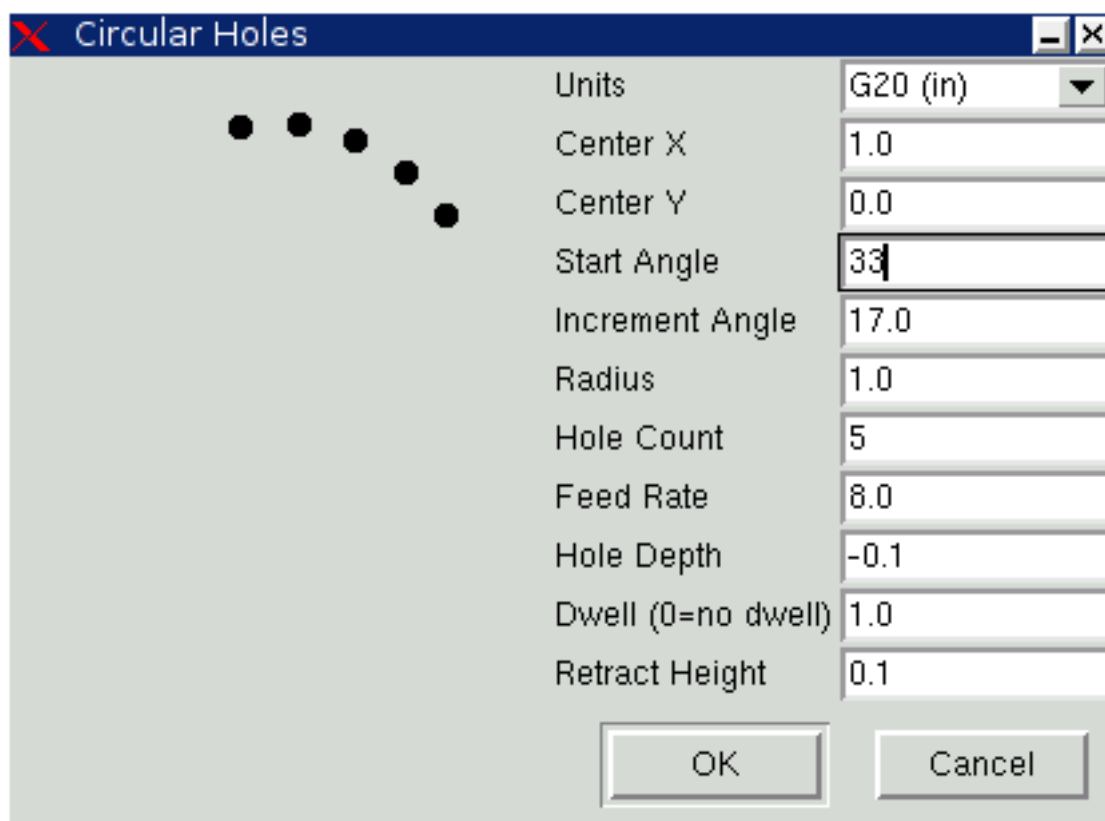 Circular Holes
Units G20 (in)
Center X 1.0
Center Y 0.0
Start Angle 33
Increment Angle 17.0
Radius 1.0
Hole Count 5
Feed Rate 8.0
Hole Depth -0.1
Dwell (0=no dwell) 1.0
Retract Height 0.1
OK Cancel